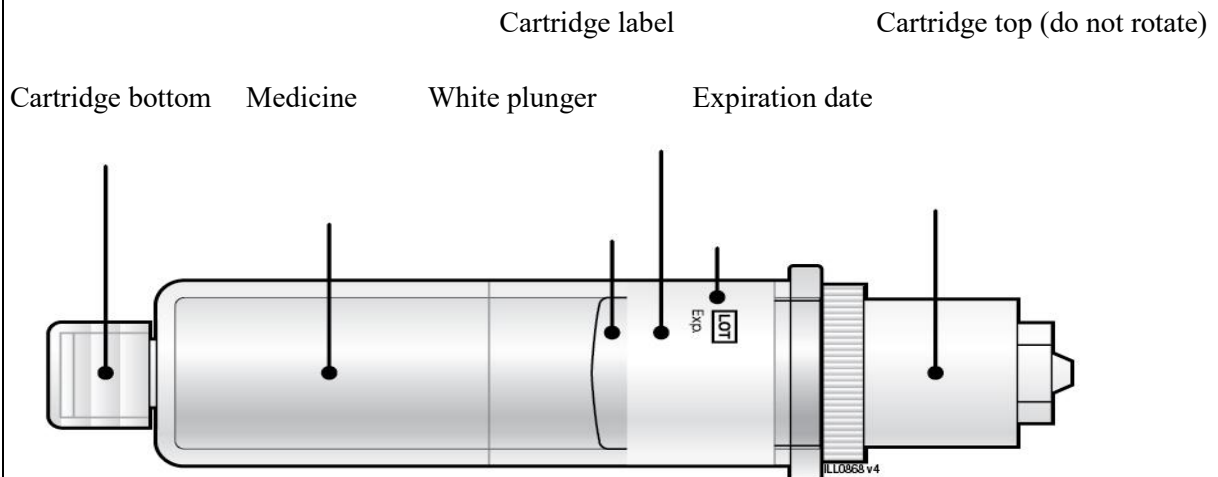 Cartridge label Cartridge top (do not rotate)
Cartridge bottom Medicine White plunger Expiration date
LOT
Exp.
ILL0868 v4